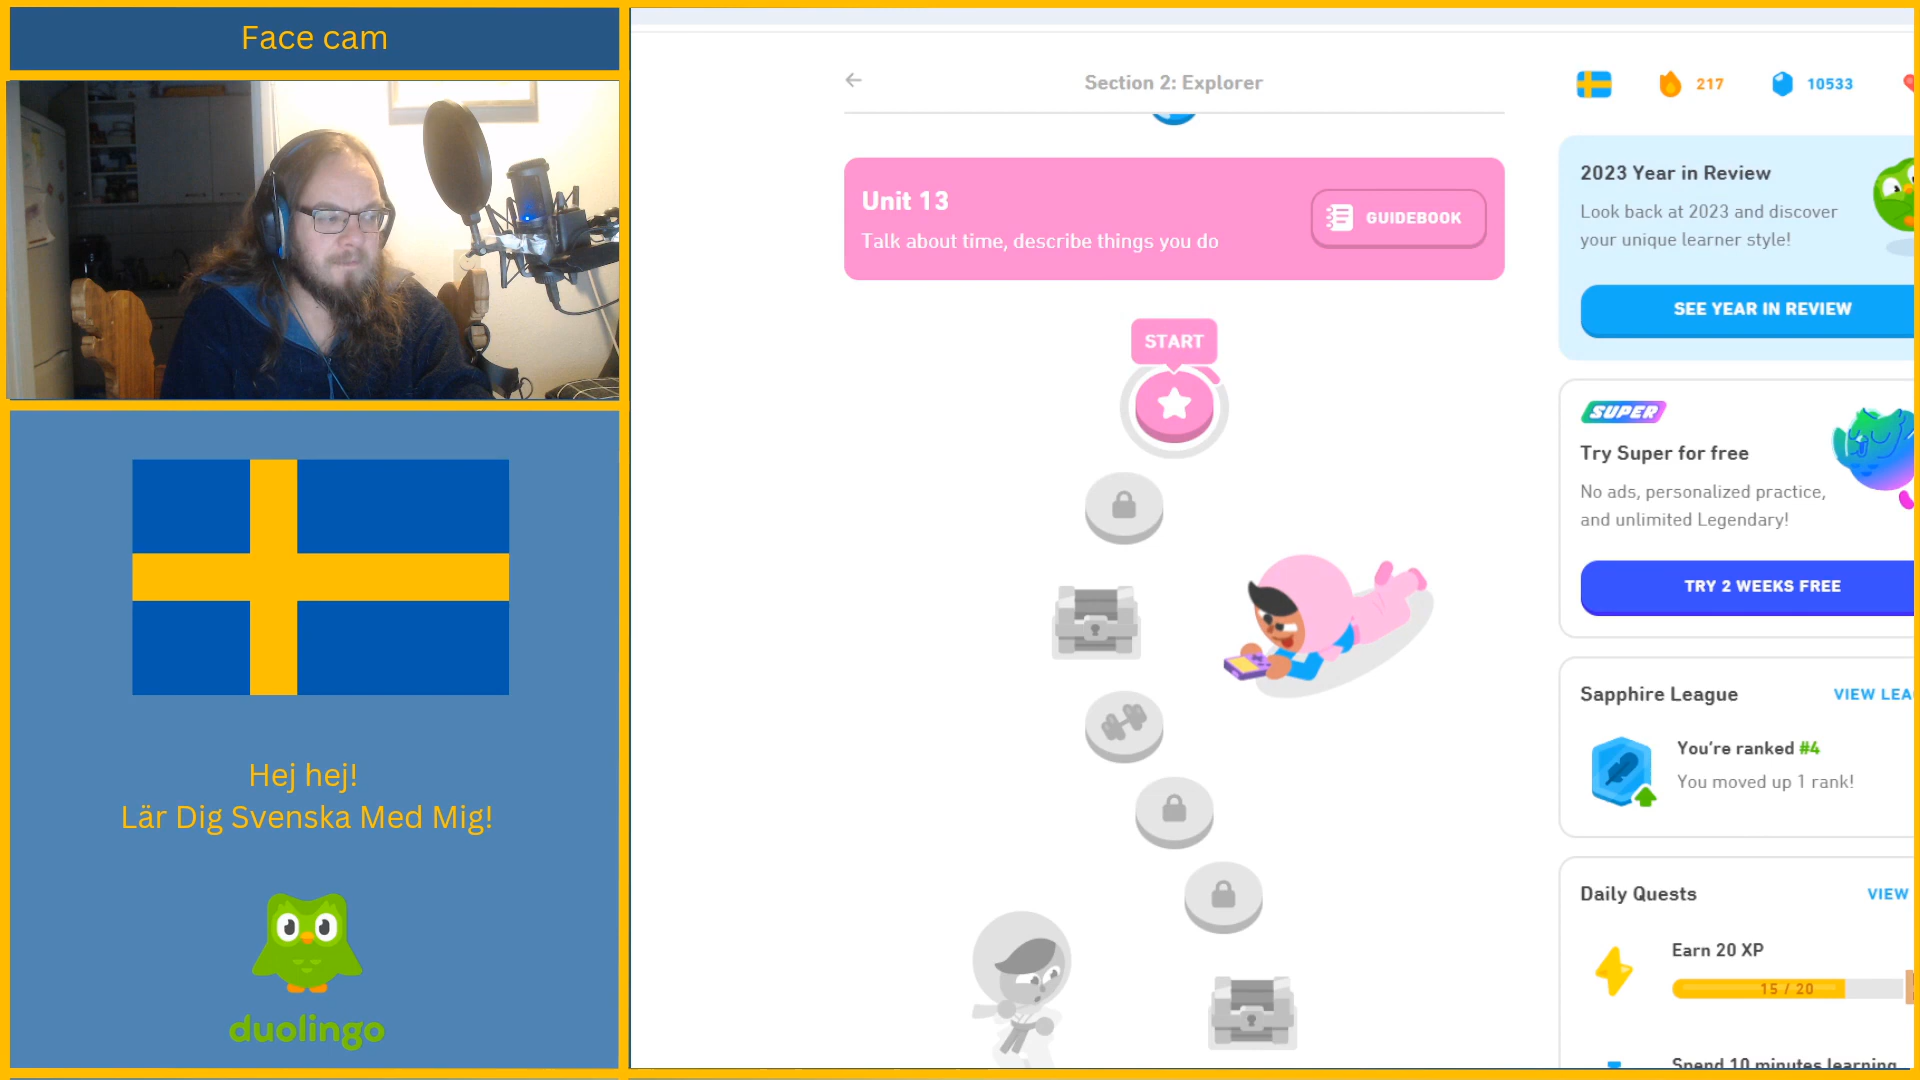 Face cam
Hej hej!
Lär Dig Svenska Med Mig!
duolingo
Section 2: Explorer
217
10533
Unit 13
Talk about time, describe things you do
GUIDEBOOK
START
2023 Year in Review
Look back at 2023 and discover
your unique learner style!
SEE YEAR IN REVIEW
SUPER
Try Super for free
No ads, personalized practice,
and unlimited Legendary!
TRY 2 WEEKS FREE
Sapphire League
VIEW LEA
You're ranked #4
You moved up 1 rank!
Daily Quests
VIEW
Earn 20 XP
15 / 20
Spend 10 minutes learning